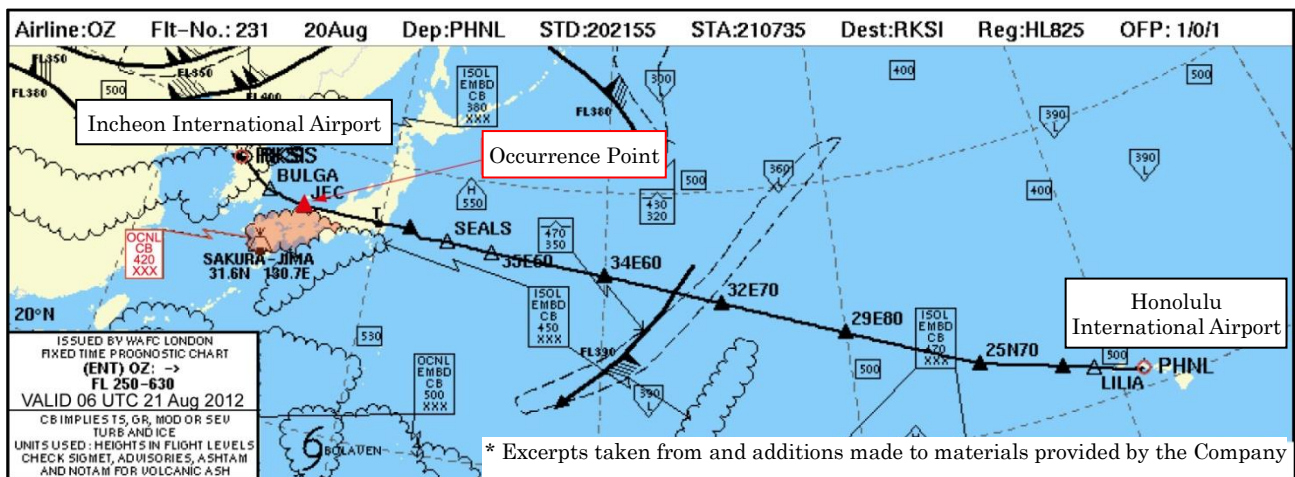 Airline:OZ Flt-No.: 231 20Aug Dep:PHNL STD:202155 STA:210735 Dest:RKSI Reg:HL825 OFP: 1/0/1
FL350
FL350
FL380
500
FL400
ISOL
EMBD
CB
380
XXX
FL380
300
400
500
390
L
390
L
Incheon International Airport
Occurrence Point
RKSI
BULGA
JEC
H
550
430
320
500
360
L
400
OCNL
CB
420
XXX
SAKURA-JIMA
31.6N 130.7E
SEALS
35E60
470
350
34E60
32E70
29E80
25N70
LILIA
500
PHNL
Honolulu
International Airport
20°N
530
ISOL
EMBD
CB
450
XXX
FL390
390
L
500
ISOL
EMBD
CB
470
XXX
OCNL
EMBD
CB
500
XXX
BOLAVEN
H
ISSUED BY WAFC LONDON
FIXED TIME PROGNOSTIC CHART
(ENT) OZ: ->
FL 250-630
VALID 06 UTC 21 Aug 2012
CB IMPLIES TS, GR, MOD OR SEV
TURB AND ICE
UNITS USED : HEIGHTS IN FLIGHT LEVELS
CHECK SIGMET, ADVISORIES, ASHTAM
AND NOTAM FOR VOLCANIC ASH
* Excerpts taken from and additions made to materials provided by the Company